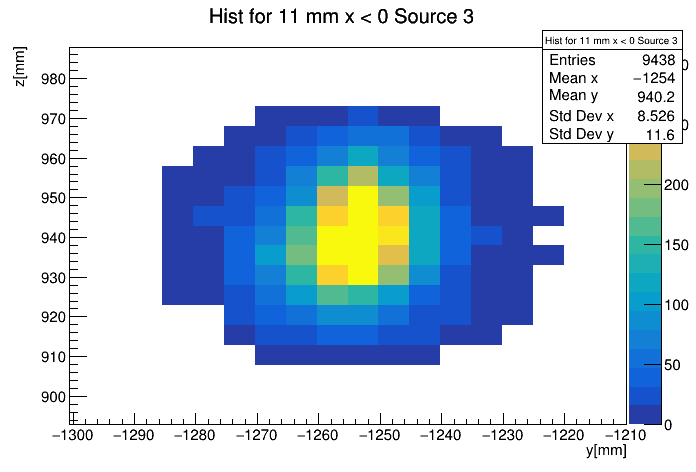 Hist for 11 mm x < 0 Source 3
z[mm]
Hist for 11 mm x < 0 Source 3
Entries 9438
Mean x −1254
Mean y 940.2
Std Dev x 8.526
Std Dev y 11.6
980
970
960
950
940
930
920
910
900
0
0
200
150
100
50
0
−1300 −1290 −1280 −1270 −1260 −1250 −1240 −1230 −1220 −1210
y[mm]